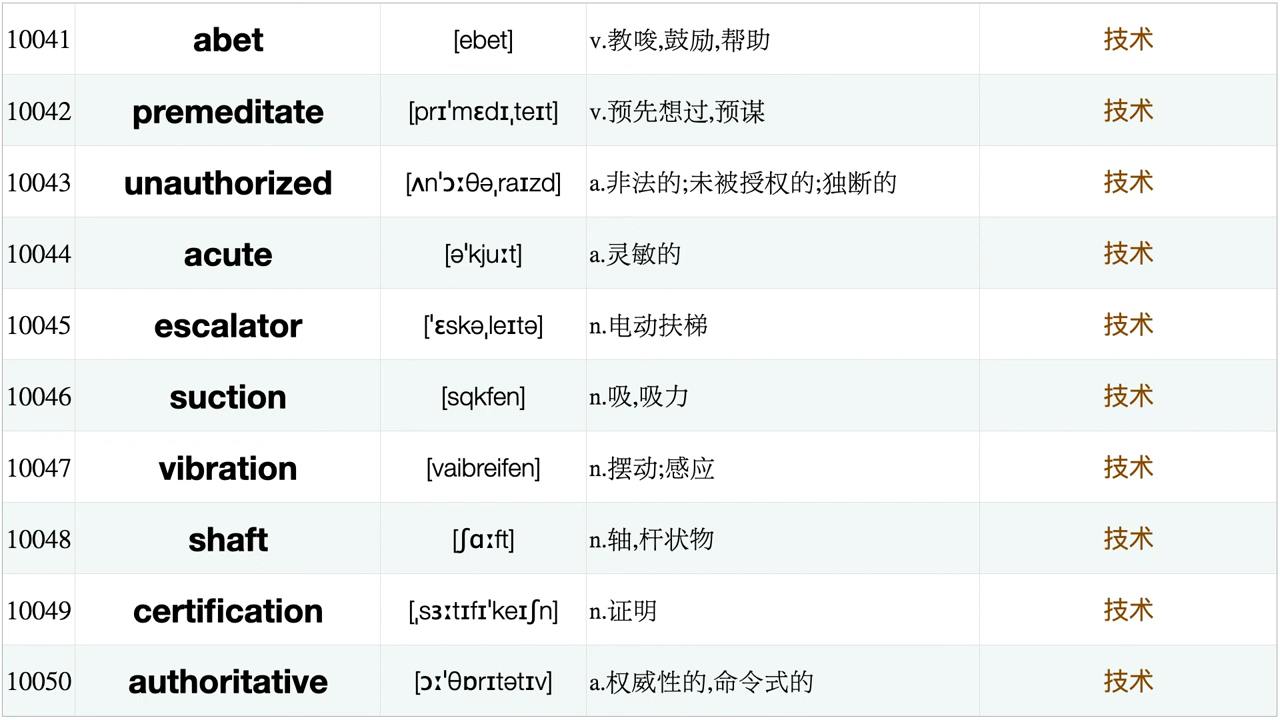 10041 abet [ebet] v.教唆,鼓励,帮助 技术
10042 premeditate [prɪˈmɛdɪˌteɪt] v.预先想过,预谋 技术
10043 unauthorized [ʌnˈɔːθəˌraɪzd] a.非法的;未被授权的;独断的 技术
10044 acute [əˈkjuːt] a.灵敏的 技术
10045 escalator [ˈɛskəˌleɪtə] n.电动扶梯 技术
10046 suction [sqkfen] n.吸,吸力 技术
10047 vibration [vaibreifen] n.摆动;感应 技术
10048 shaft [ʃɑːft] n.轴,杆状物 技术
10049 certification [ˌsɜːtɪfɪˈkeɪʃn] n.证明 技术
10050 authoritative [ɔːˈθɒrɪtətɪv] a.权威性的,命令式的 技术